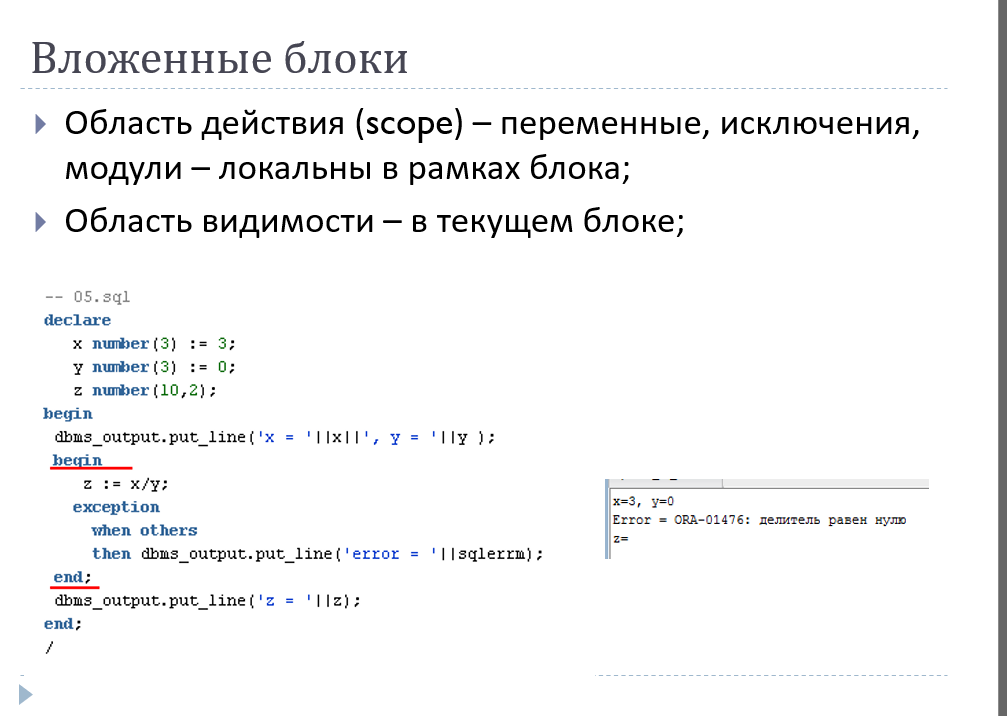 Вложенные блоки
Область действия (scope) – переменные, исключения,
модули – локальны в рамках блока;
Область видимости – в текущем блоке;
-- 05.sql
declare
x number(3) := 3;
y number(3) := 0;
z number(10,2);
begin
dbms_output.put_line('x = '||x||', y = '||y );
begin
z := x/y;
exception
when others
then dbms_output.put_line('error = '||sqlerrm);
end;
dbms_output.put_line('z = '||z);
end;
/
x=3, y=0
Error = ORA-01476: делитель равен нулю
z=